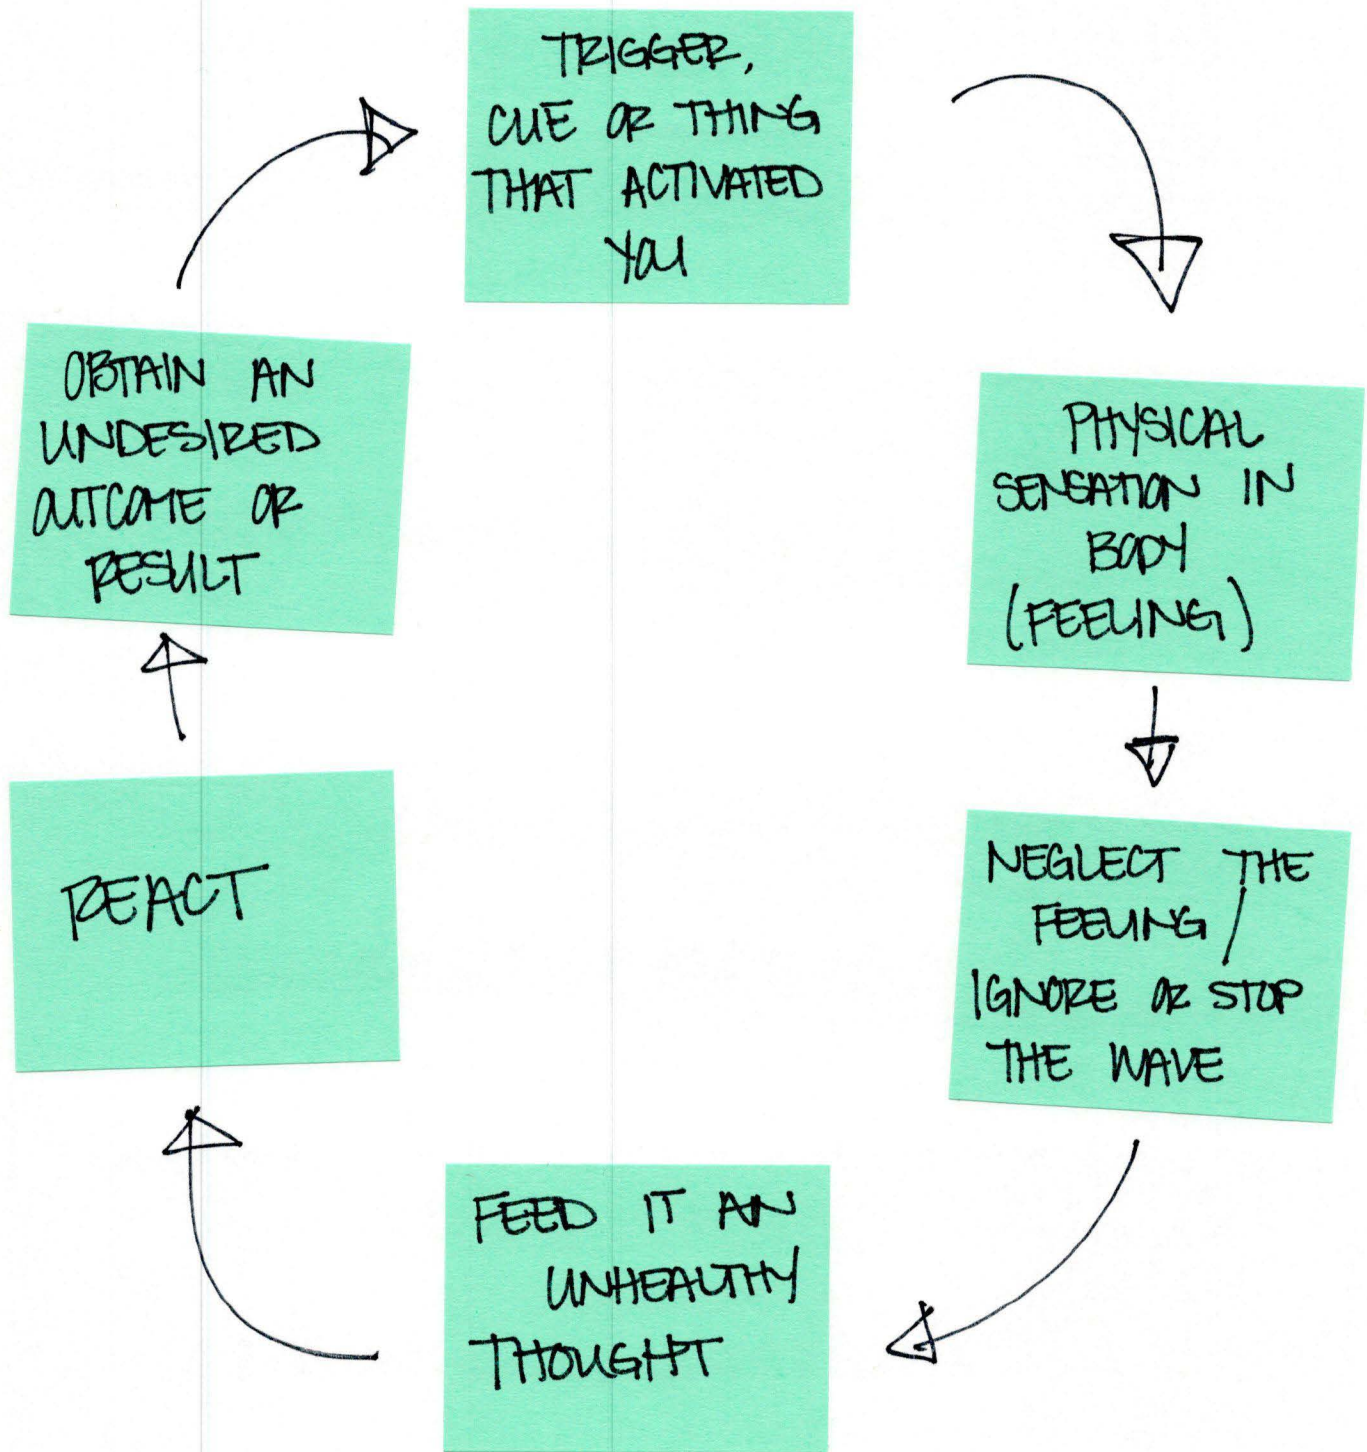 TRIGGER,
CUE OR THING
THAT ACTIVATED
YOU
PHYSICAL
SENSATION IN
BODY
(FEELING)
NEGLECT THE
FEELING /
IGNORE OR STOP
THE WAVE
FEED IT AN
UNHEALTHY
THOUGHT
REACT
OBTAIN AN
UNDESIRED
OUTCOME OR
RESULT